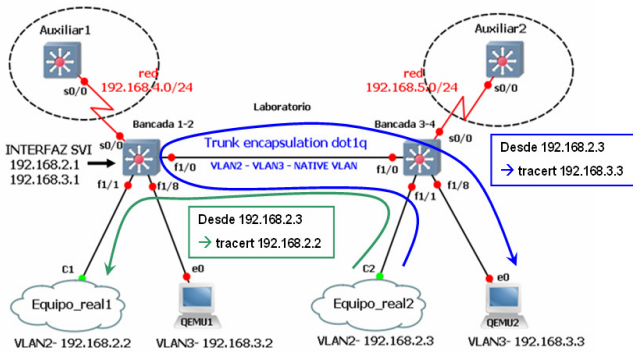 Auxiliar1
s0/0
red
192.168.4.0/24
Auxiliar2
s0/0
red
192.168.5.0/24
Laboratorio
Bancada 1-2
Bancada 3-4
s0/0
s0/0
INTERFAZ SVI
192.168.2.1
192.168.3.1
Trunk encapsulation dot1q
VLAN2 - VLAN3 - NATIVE VLAN
f1/0
f1/0
f1/1
f1/8
f1/1
f1/8
Desde 192.168.2.3
→ tracert 192.168.3.3
Desde 192.168.2.3
→ tracert 192.168.2.2
C1
e0
C2
e0
Equipo_real1
QEMU1
Equipo_real2
QEMU2
VLAN2- 192.168.2.2
VLAN3- 192.168.3.2
VLAN2- 192.168.2.3
VLAN3- 192.168.3.3